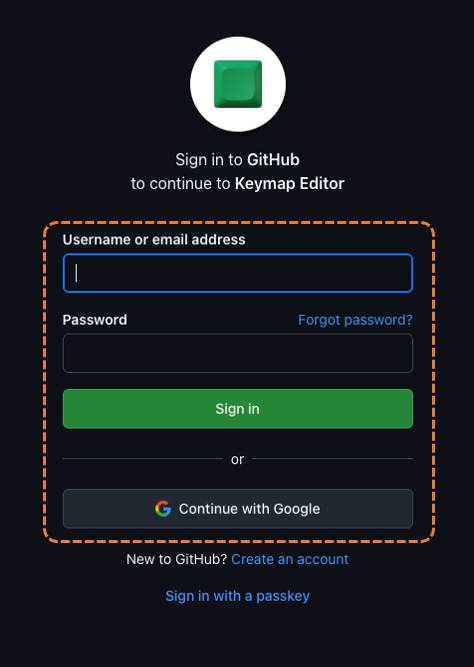 Sign in to GitHub
to continue to Keymap Editor
Username or email address
Password
Forgot password?
Sign in
or
Continue with Google
New to GitHub? Create an account
Sign in with a passkey